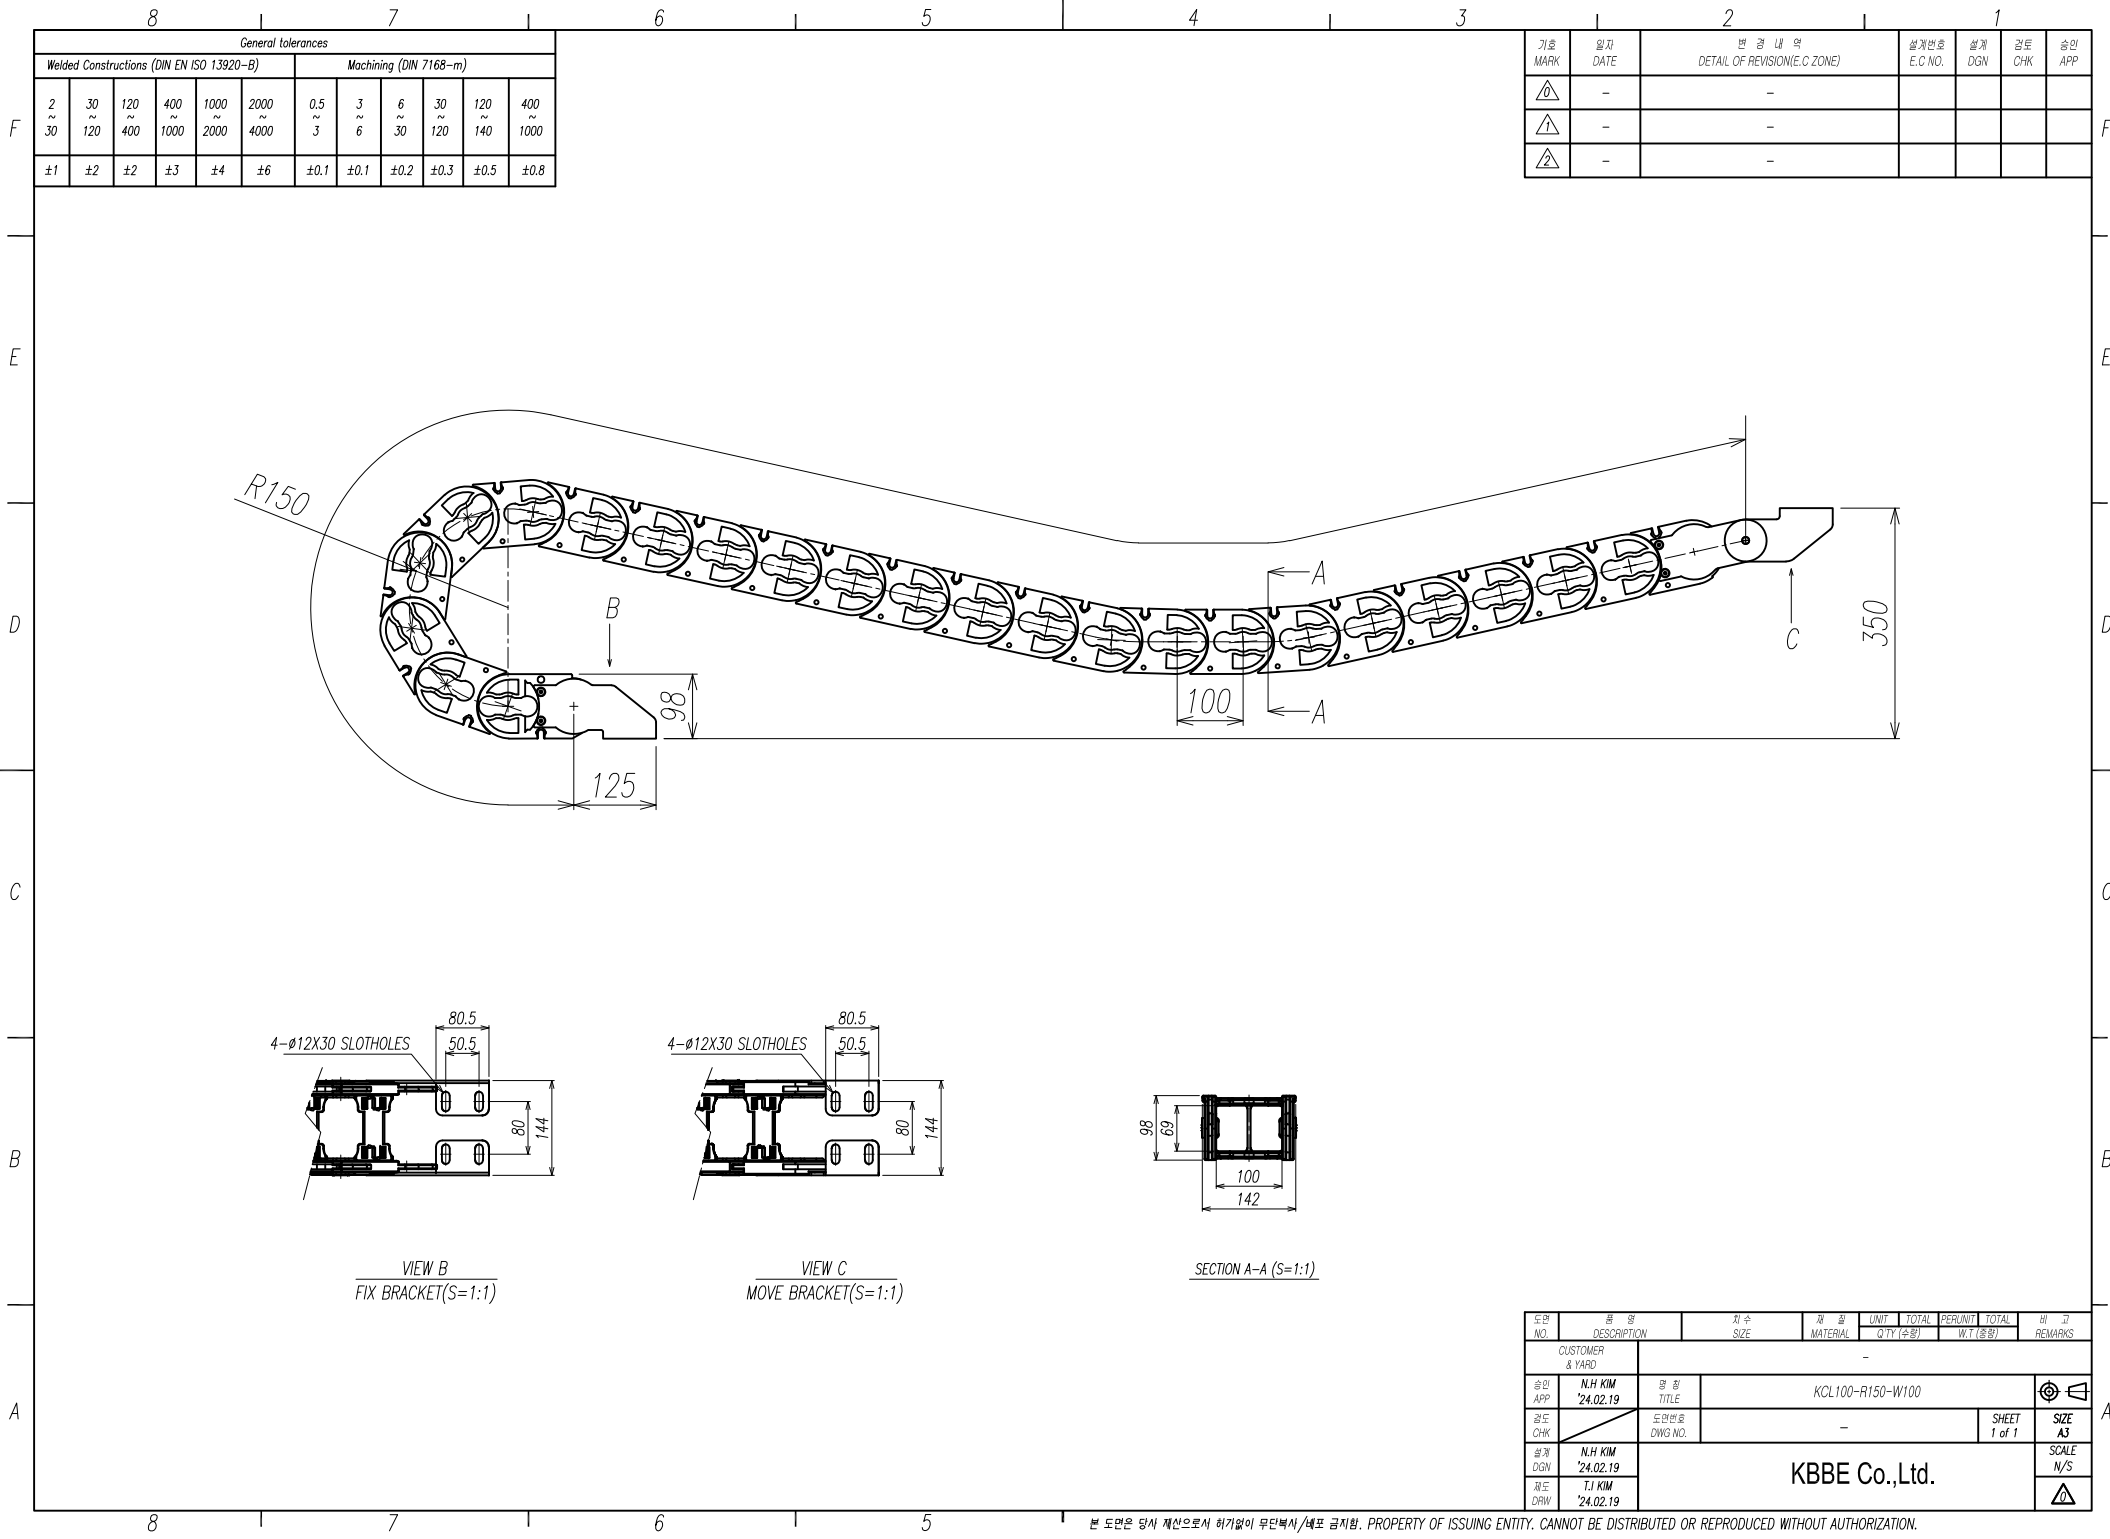 8 7 6 5 4 3 2 1
General tolerances
Welded Constructions (DIN EN ISO 13920-B) Machining (DIN 7168-m)
2 30 120 400 1000 2000 0.5 3 6 30 120 400
~ ~ ~ ~ ~ ~ ~ ~ ~ ~ ~ ~
30 120 400 1000 2000 4000 3 6 30 120 140 1000
±1 ±2 ±2 ±3 ±4 ±6 ±0.1 ±0.1 ±0.2 ±0.3 ±0.5 ±0.8
기호 일자 변 경 내 역 설계번호 설계 검토 승인
MARK DATE DETAIL OF REVISION(E.C ZONE) E.C NO. DGN CHK APP
0 - -
1 - -
2 - -
F F
E E
D D
C C
B B
A A
R150
B
A
A
C
350
98
100
125
80.5
4-ø12X30 SLOTHOLES
50.5
80
144
VIEW B
FIX BRACKET(S=1:1)
80.5
4-ø12X30 SLOTHOLES
50.5
80
144
VIEW C
MOVE BRACKET(S=1:1)
98
69
100
142
SECTION A-A (S=1:1)
도면 품 명 치 수 재 질 UNIT TOTAL PERUNIT TOTAL 비 고
NO. DESCRIPTION SIZE MATERIAL Q'TY (수량) W.T (중량) REMARKS
CUSTOMER
& YARD
-
승인 N.H KIM 명 칭 KCL100-R150-W100
APP '24.02.19 TITLE
검도 도면번호 - SHEET SIZE
CHK DWG NO. 1 of 1 A3
설계 N.H KIM SCALE
DGN '24.02.19 N/S
KBBE Co.,Ltd.
제도 T.I KIM
DRW '24.02.19
0
8 7 6 5
본 도면은 당사 재산으로서 허가없이 무단복사/배포 금지함. PROPERTY OF ISSUING ENTITY. CANNOT BE DISTRIBUTED OR REPRODUCED WITHOUT AUTHORIZATION.